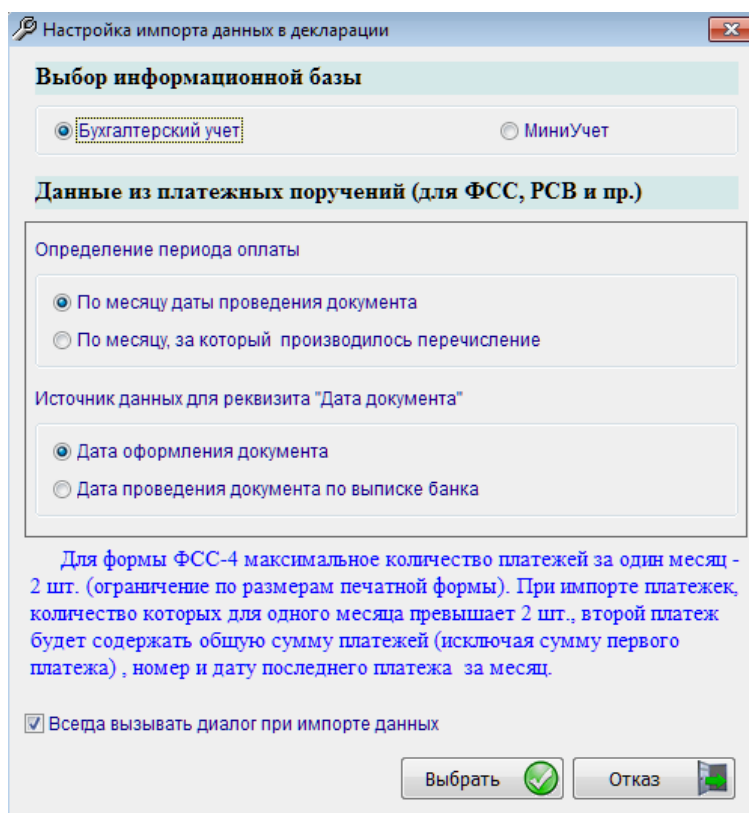 Настройка импорта данных в декларации
Выбор информационной базы
Бухгалтерский учет МиниУчет
Данные из платежных поручений (для ФСС, РСВ и пр.)
Определение периода оплаты
По месяцу даты проведения документа
По месяцу, за который производилось перечисление
Источник данных для реквизита "Дата документа"
Дата оформления документа
Дата проведения документа по выписке банка
Для формы ФСС-4 максимальное количество платежей за один месяц -
2 шт. (ограничение по размерам печатной формы). При импорте платежек,
количество которых для одного месяца превышает 2 шт., второй платеж
будет содержать общую сумму платежей (исключая сумму первого
платежа) , номер и дату последнего платежа за месяц.
Всегда вызывать диалог при импорте данных
Выбрать Отказ